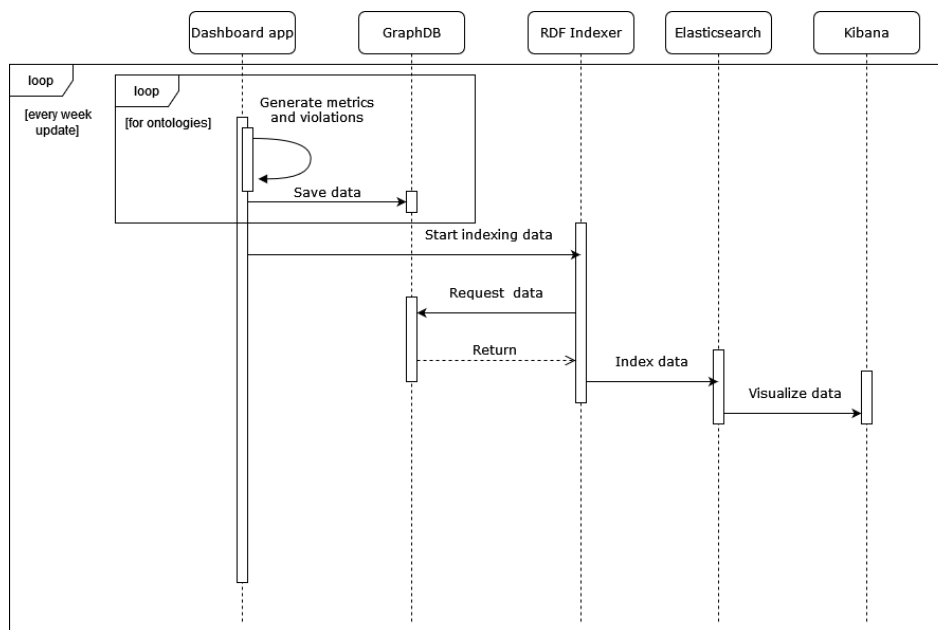 Dashboard app
GraphDB
RDF Indexer
Elasticsearch
Kibana
loop
[every week
update]
loop
[for ontologies]
Generate metrics
and violations
Save data
Start indexing data
Request data
Return
Index data
Visualize data